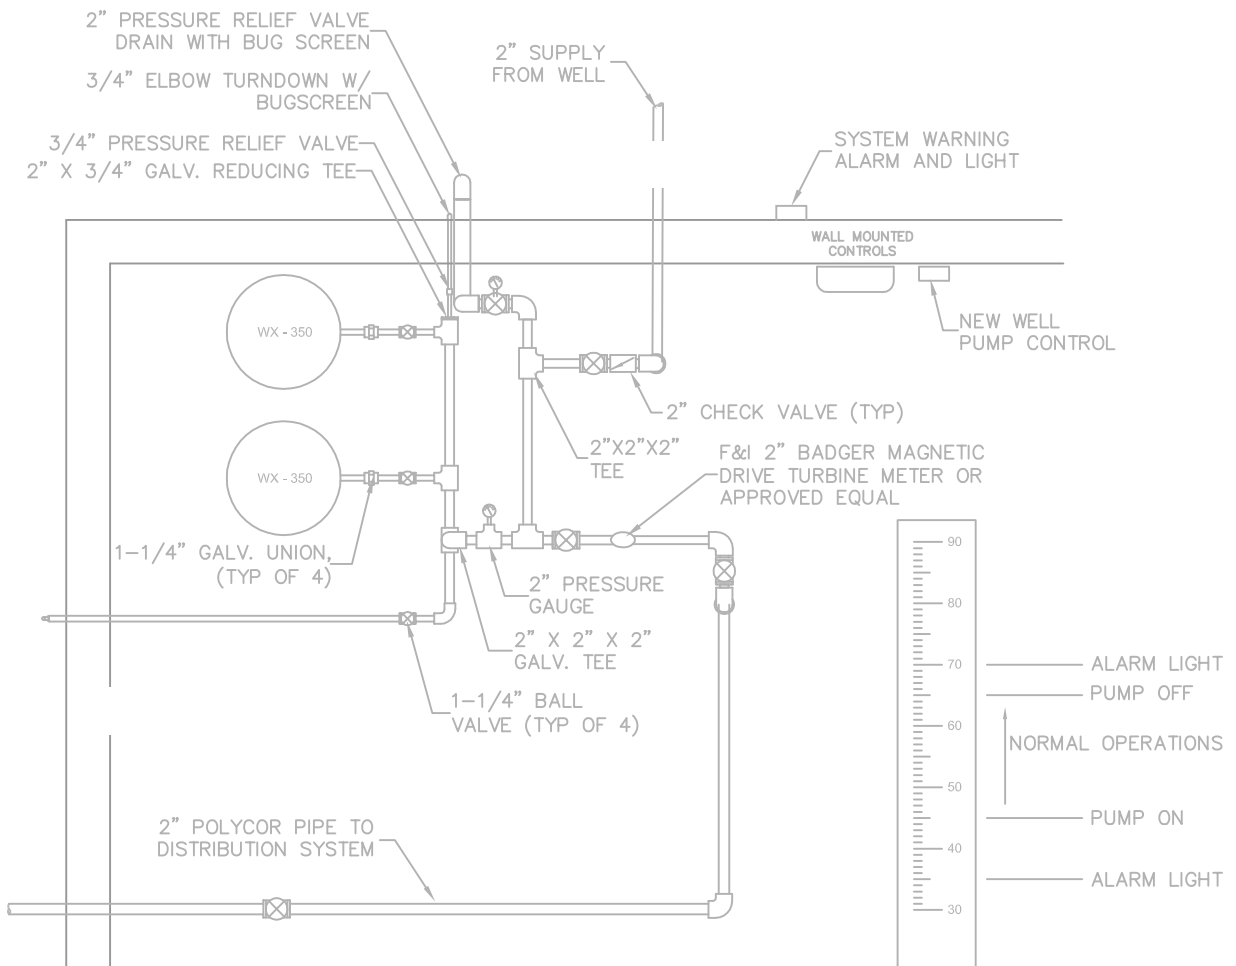 2” PRESSURE RELIEF VALVE
DRAIN WITH BUG SCREEN
3/4” ELBOW TURNDOWN W/
BUGSCREEN
3/4” PRESSURE RELIEF VALVE
2” X 3/4” GALV. REDUCING TEE
2” SUPPLY
FROM WELL
SYSTEM WARNING
ALARM AND LIGHT
WALL MOUNTED
CONTROLS
NEW WELL
PUMP CONTROL
WX - 350
2” CHECK VALVE (TYP)
2”X2”X2”
TEE
F&I 2” BADGER MAGNETIC
DRIVE TURBINE METER OR
APPROVED EQUAL
WX - 350
1-1/4” GALV. UNION,
(TYP OF 4)
2” PRESSURE
GAUGE
2” X 2” X 2”
GALV. TEE
1-1/4” BALL
VALVE (TYP OF 4)
2” POLYCOR PIPE TO
DISTRIBUTION SYSTEM
90
80
70
60
50
40
30
ALARM LIGHT
PUMP OFF
NORMAL OPERATIONS
PUMP ON
ALARM LIGHT